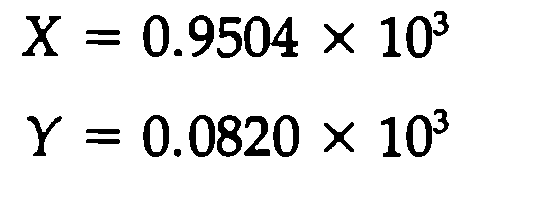 X = 0.9504 × 10³
Y = 0.0820 × 10³